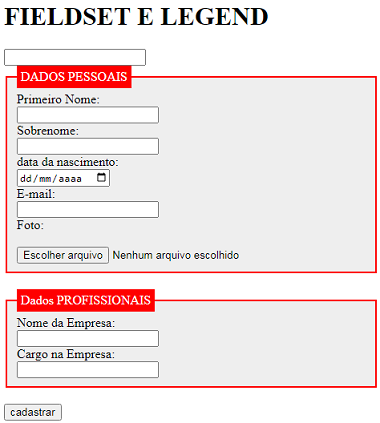 FIELDSET E LEGEND
DADOS PESSOAIS
Primeiro Nome:
Sobrenome:
data da nascimento:
dd/mm/aaaa
E-mail:
Foto:
Escolher arquivo Nenhum arquivo escolhido
Dados PROFISSIONAIS
Nome da Empresa:
Cargo na Empresa:
cadastrar